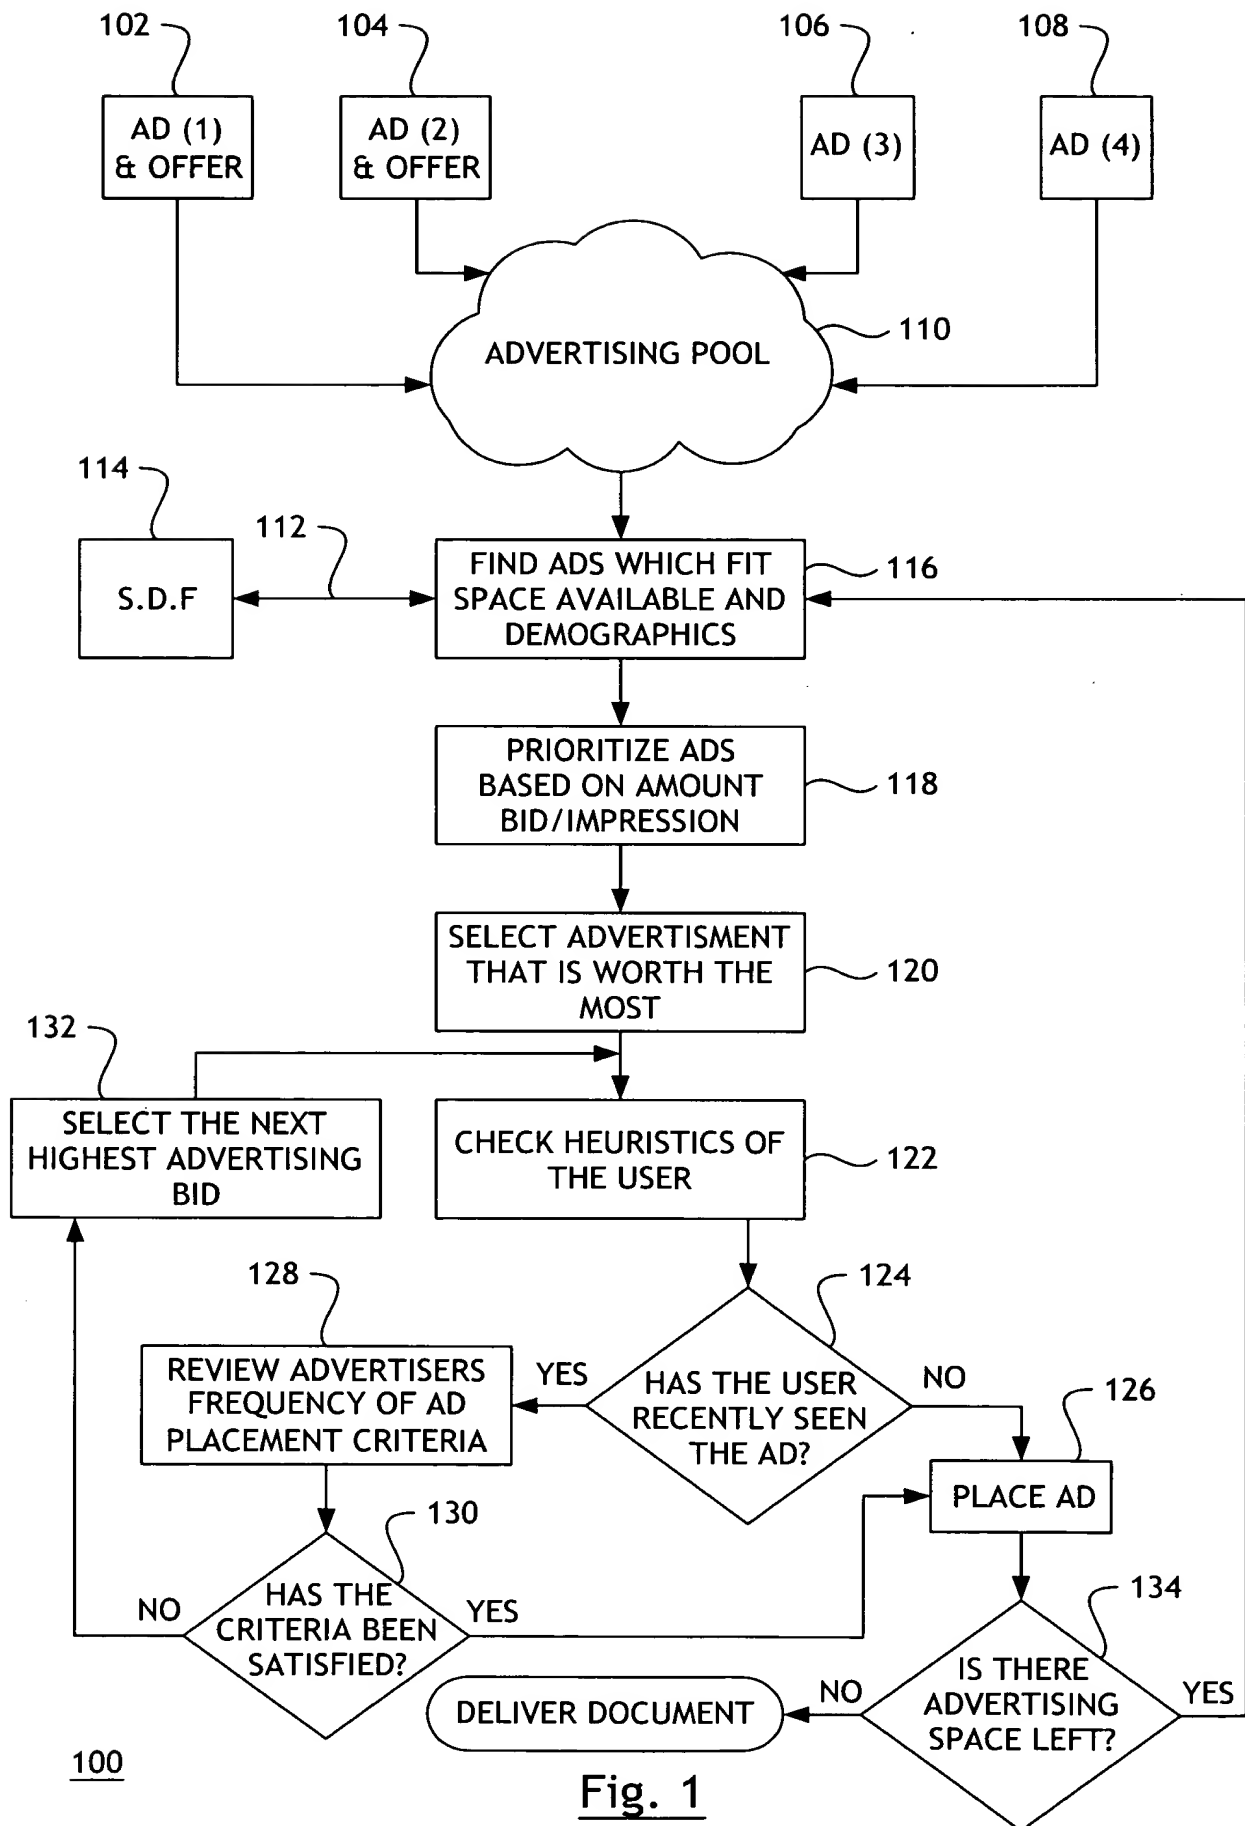 102
104
106
108
AD (1)
& OFFER
AD (2)
& OFFER
AD (3)
AD (4)
ADVERTISING POOL
110
114
112
S.D.F
FIND ADS WHICH FIT
SPACE AVAILABLE AND
DEMOGRAPHICS
116
PRIORITIZE ADS
BASED ON AMOUNT
BID/IMPRESSION
118
SELECT ADVERTISMENT
THAT IS WORTH THE
MOST
120
132
SELECT THE NEXT
HIGHEST ADVERTISING
BID
CHECK HEURISTICS OF
THE USER
122
128
124
REVIEW ADVERTISERS
FREQUENCY OF AD
PLACEMENT CRITERIA
YES
HAS THE USER
RECENTLY SEEN
THE AD?
NO
126
PLACE AD
130
NO
HAS THE
CRITERIA BEEN
SATISFIED?
YES
134
DELIVER DOCUMENT
NO
IS THERE
ADVERTISING
SPACE LEFT?
YES
100
Fig. 1